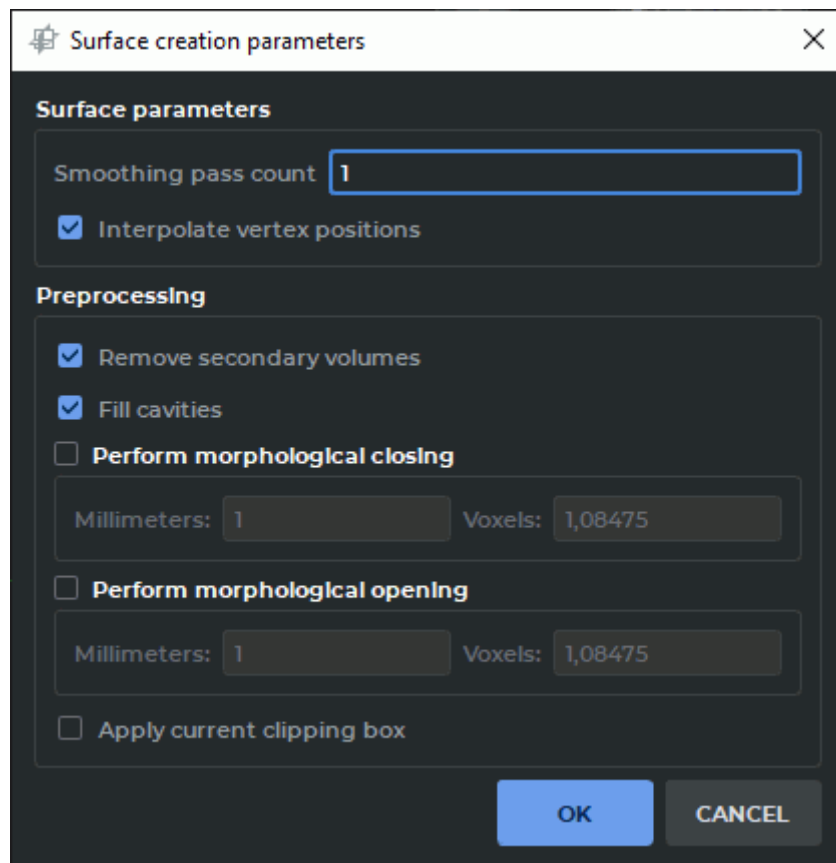 Surface creation parameters
Surface parameters
Smoothing pass count 1
Interpolate vertex positions
Preprocessing
Remove secondary volumes
Fill cavities
Perform morphological closing
Millimeters: 1 Voxels: 1,08475
Perform morphological opening
Millimeters: 1 Voxels: 1,08475
Apply current clipping box
OK CANCEL